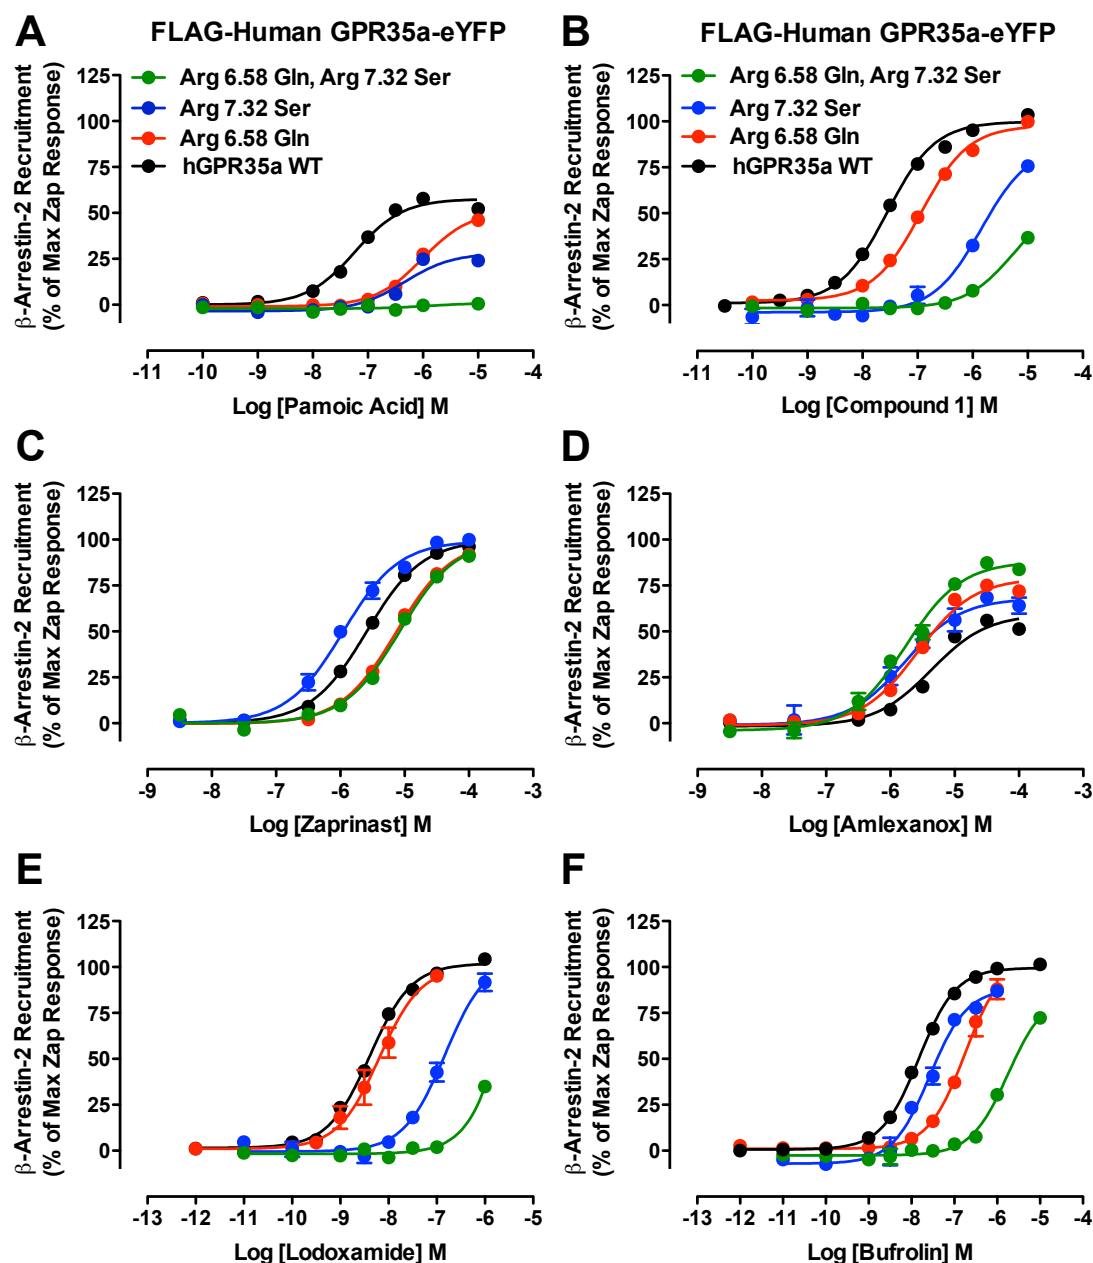 A
FLAG-Human GPR35a-eYFP
β-Arrestin-2 Recruitment
(% of Max Zap Response)
125
100
75
50
25
0
Arg 6.58 Gln, Arg 7.32 Ser
Arg 7.32 Ser
Arg 6.58 Gln
hGPR35a WT
-11 -10 -9 -8 -7 -6 -5 -4
Log [Pamoic Acid] M
B
FLAG-Human GPR35a-eYFP
β-Arrestin-2 Recruitment
(% of Max Zap Response)
125
100
75
50
25
0
Arg 6.58 Gln, Arg 7.32 Ser
Arg 7.32 Ser
Arg 6.58 Gln
hGPR35a WT
-11 -10 -9 -8 -7 -6 -5 -4
Log [Compound 1] M
C
β-Arrestin-2 Recruitment
(% of Max Zap Response)
125
100
75
50
25
0
-9 -8 -7 -6 -5 -4 -3
Log [Zaprinast] M
D
β-Arrestin-2 Recruitment
(% of Max Zap Response)
125
100
75
50
25
0
-9 -8 -7 -6 -5 -4 -3
Log [Amlexanox] M
E
β-Arrestin-2 Recruitment
(% of Max Zap Response)
125
100
75
50
25
0
-13 -12 -11 -10 -9 -8 -7 -6 -5
Log [Lodoxamide] M
F
β-Arrestin-2 Recruitment
(% of Max Zap Response)
125
100
75
50
25
0
-13 -12 -11 -10 -9 -8 -7 -6 -5 -4
Log [Bufrolin] M